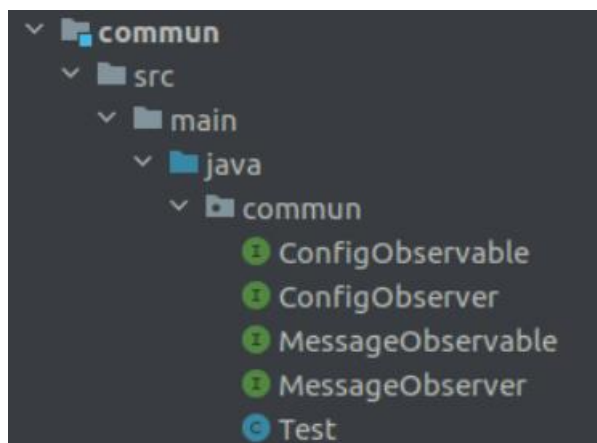 commun
src
main
java
commun
I ConfigObservable
I ConfigObserver
I MessageObservable
I MessageObserver
C Test